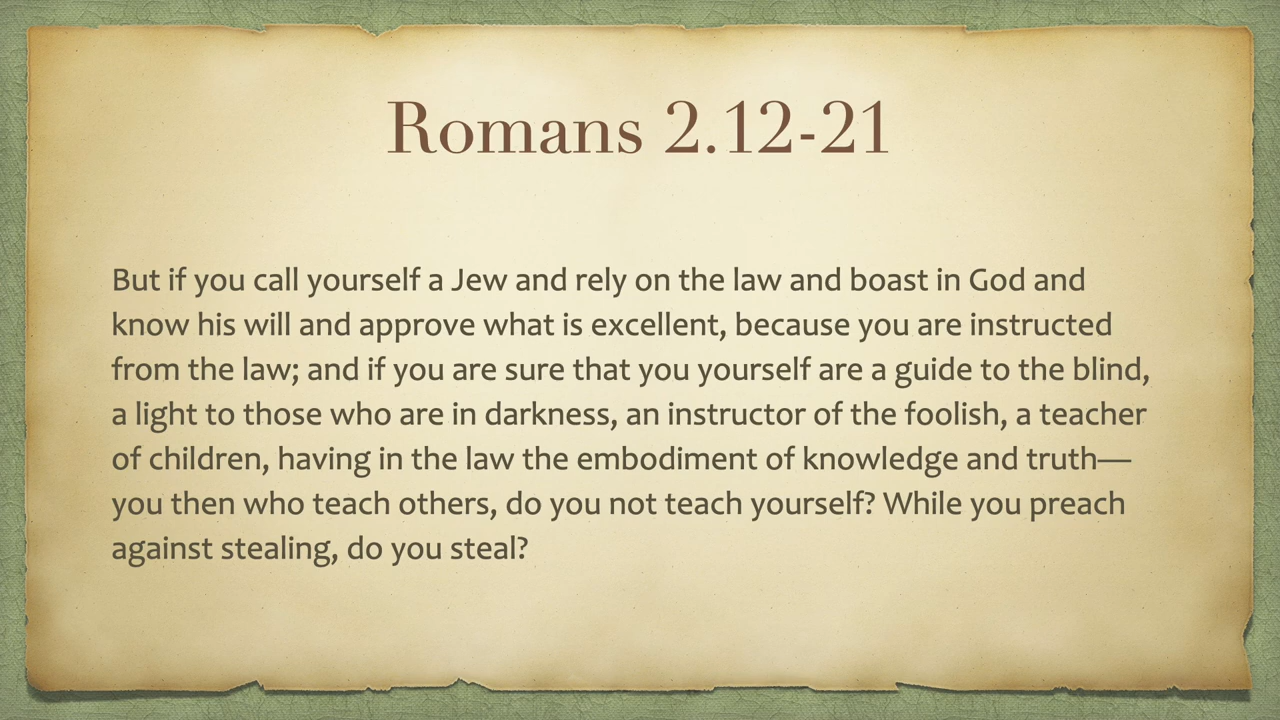 Romans 2.12-21
But if you call yourself a Jew and rely on the law and boast in God and
know his will and approve what is excellent, because you are instructed
from the law; and if you are sure that you yourself are a guide to the blind,
a light to those who are in darkness, an instructor of the foolish, a teacher
of children, having in the law the embodiment of knowledge and truth—
you then who teach others, do you not teach yourself? While you preach
against stealing, do you steal?